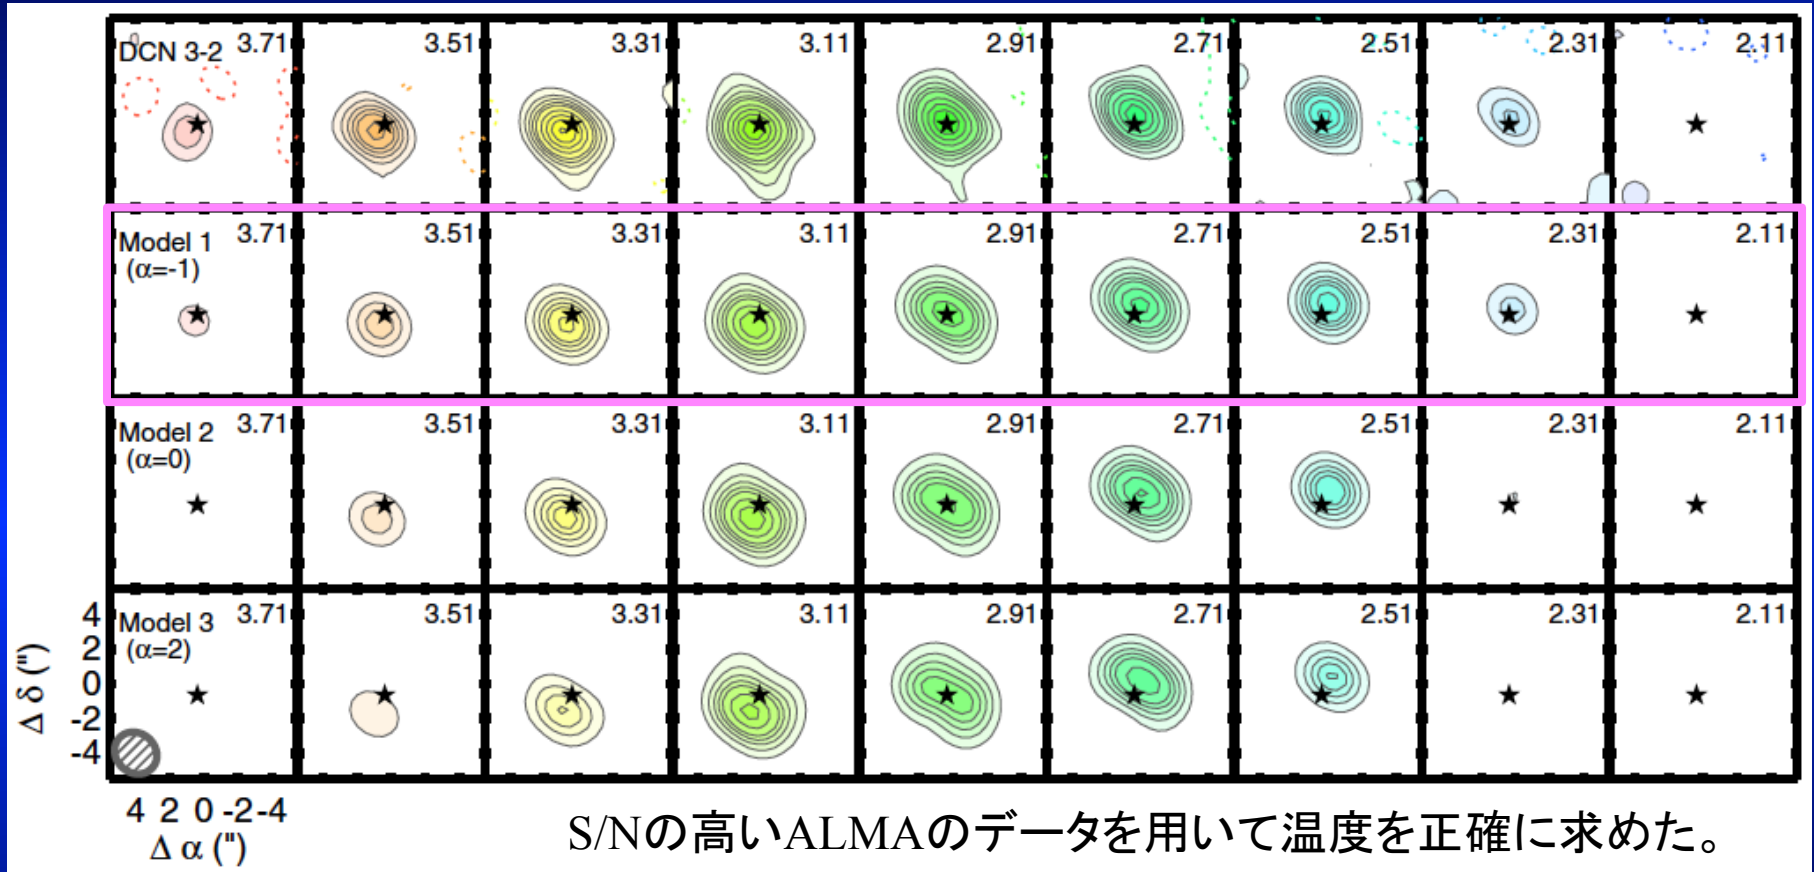 DCN 3-2 3.71 3.51 3.31 3.11 2.91 2.71 2.51 2.31 2.11
Model 1 3.71 3.51 3.31 3.11 2.91 2.71 2.51 2.31 2.11
(α=-1)
Model 2 3.71 3.51 3.31 3.11 2.91 2.71 2.51 2.31 2.11
(α=0)
Model 3 3.71 3.51 3.31 3.11 2.91 2.71 2.51 2.31 2.11
(α=2)
4
2
0
-2
-4
Δ δ (")
4 2 0 -2 -4
Δ α (")
S/Nの高いALMAのデータを用いて温度を正確に求めた。